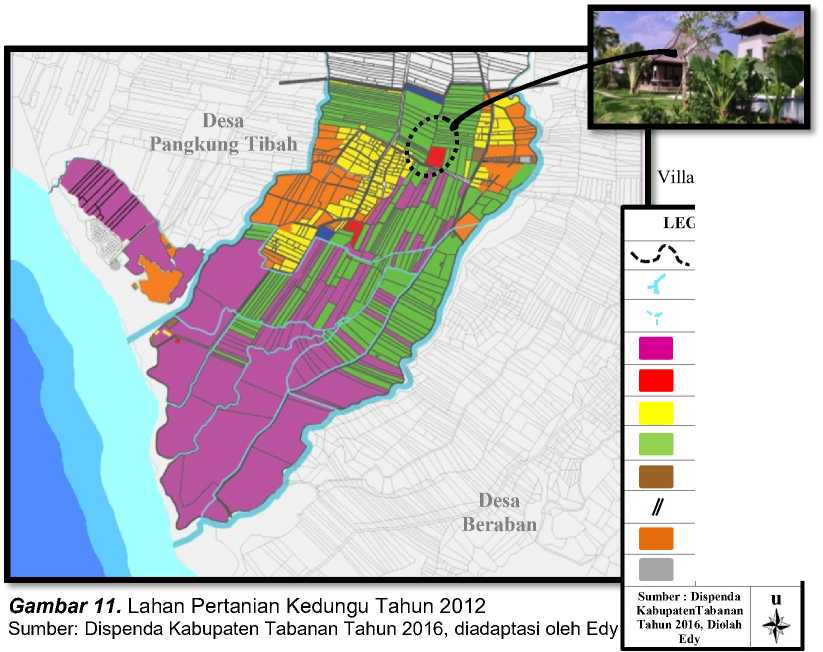 Desa
Pangkung Tibah
Villa
LEG
Desa
Beraban
Sumber : Dispenda
KabupatenTabanan
Tahun 2016, Diolah
Edy
u
Gambar 11. Lahan Pertanian Kedungu Tahun 2012
Sumber: Dispenda Kabupaten Tabanan Tahun 2016, diadaptasi oleh Edy